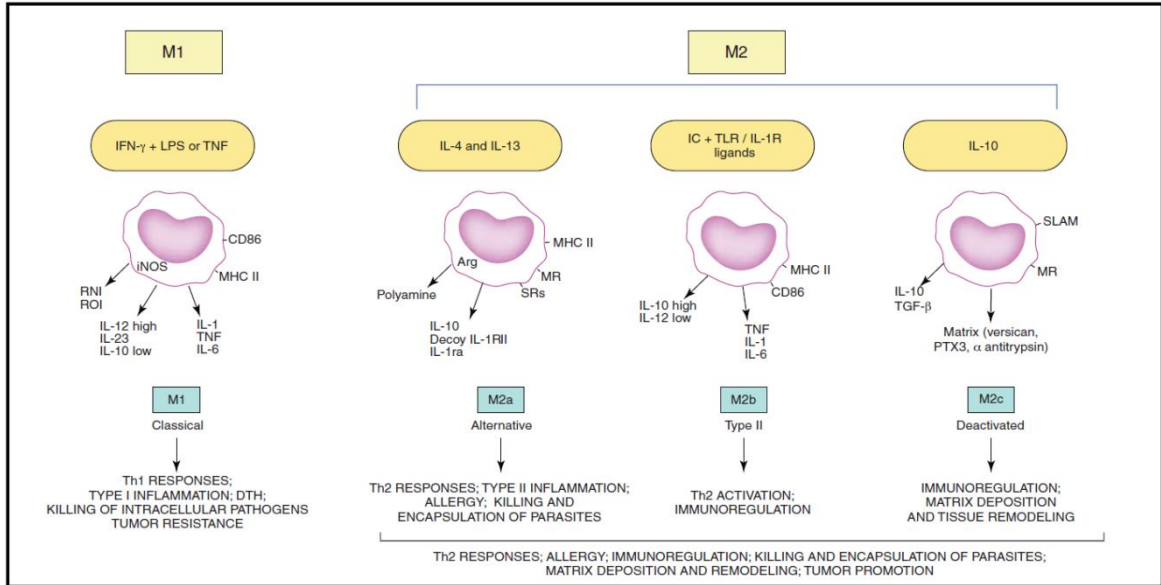 M1
M2
IFN-γ + LPS or TNF
IL-4 and IL-13
IC + TLR / IL-1R
ligands
IL-10
CD86
MHC II
iNOS
RNI
ROI
IL-12 high
IL-23
IL-10 low
IL-1
TNF
IL-6
MHC II
MR
SRs
Arg
Polyamine
IL-10
Decoy IL-1RII
IL-1ra
MHC II
CD86
IL-10 high
IL-12 low
TNF
IL-1
IL-6
SLAM
MR
IL-10
TGF-β
Matrix (versican,
PTX3, α antitrypsin)
M1
Classical
M2a
Alternative
M2b
Type II
M2c
Deactivated
Th1 RESPONSES;
TYPE I INFLAMMATION; DTH;
KILLING OF INTRACELLULAR PATHOGENS
TUMOR RESISTANCE
Th2 RESPONSES; TYPE II INFLAMMATION;
ALLERGY; KILLING AND
ENCAPSULATION OF PARASITES
Th2 ACTIVATION;
IMMUNOREGULATION
IMMUNOREGULATION;
MATRIX DEPOSITION
AND TISSUE REMODELING
Th2 RESPONSES; ALLERGY; IMMUNOREGULATION; KILLING AND ENCAPSULATION OF PARASITES;
MATRIX DEPOSITION AND REMODELING; TUMOR PROMOTION